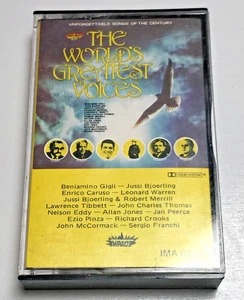 UNFORGETTABLE SONGS OF THE CENTURY
THE
WORLD'S
GREATEST
VOICES
Beniamino Gigli — Jussi Bjoerling
Enrico Caruso — Leonard Warren
Jussi Bjoerling & Robert Merrill
Lawrence Tibbett — John Charles Thomas
Nelson Eddy — Allan Jones — Jan Peerce
Ezio Pinza — Richard Crooks
John McCormack — Sergio Franchi
IMPACT